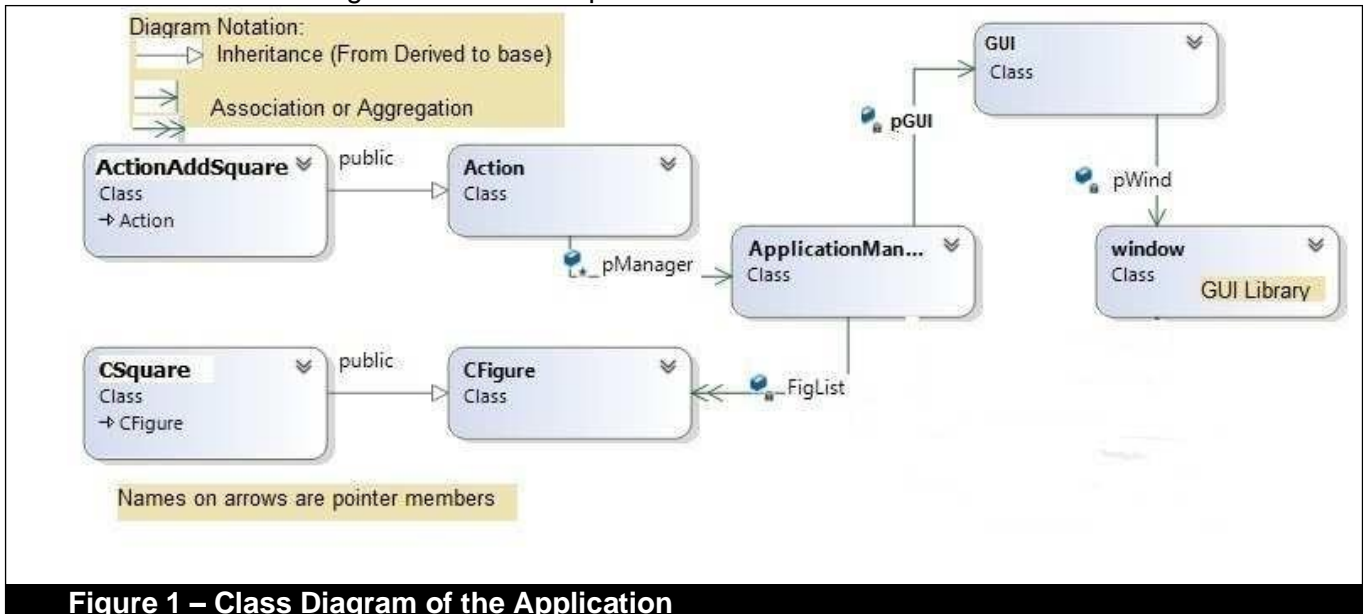 Diagram Notation:
Inheritance (From Derived to base)
Association or Aggregation
GUI
Class
pGUI
ActionAddSquare
Class
Action
public
Action
Class
pManager
ApplicationMan...
Class
pWind
window
Class
GUI Library
CSquare
Class
CFigure
public
CFigure
Class
FigList
Names on arrows are pointer members
Figure 1 – Class Diagram of the Application